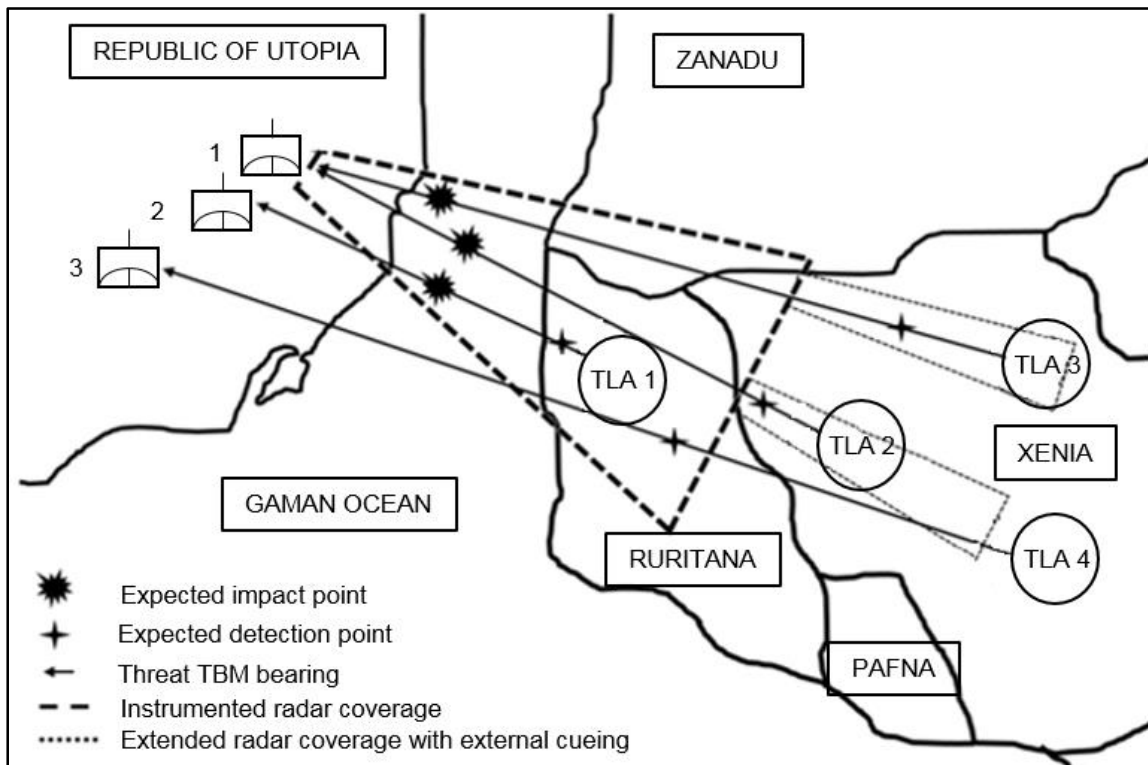 REPUBLIC OF UTOPIA
ZANADU
1
2
3
TLA 1
TLA 3
TLA 2
XENIA
GAMAN OCEAN
RURITANA
TLA 4
PAFNA
Expected impact point
Expected detection point
Threat TBM bearing
Instrumented radar coverage
Extended radar coverage with external cueing